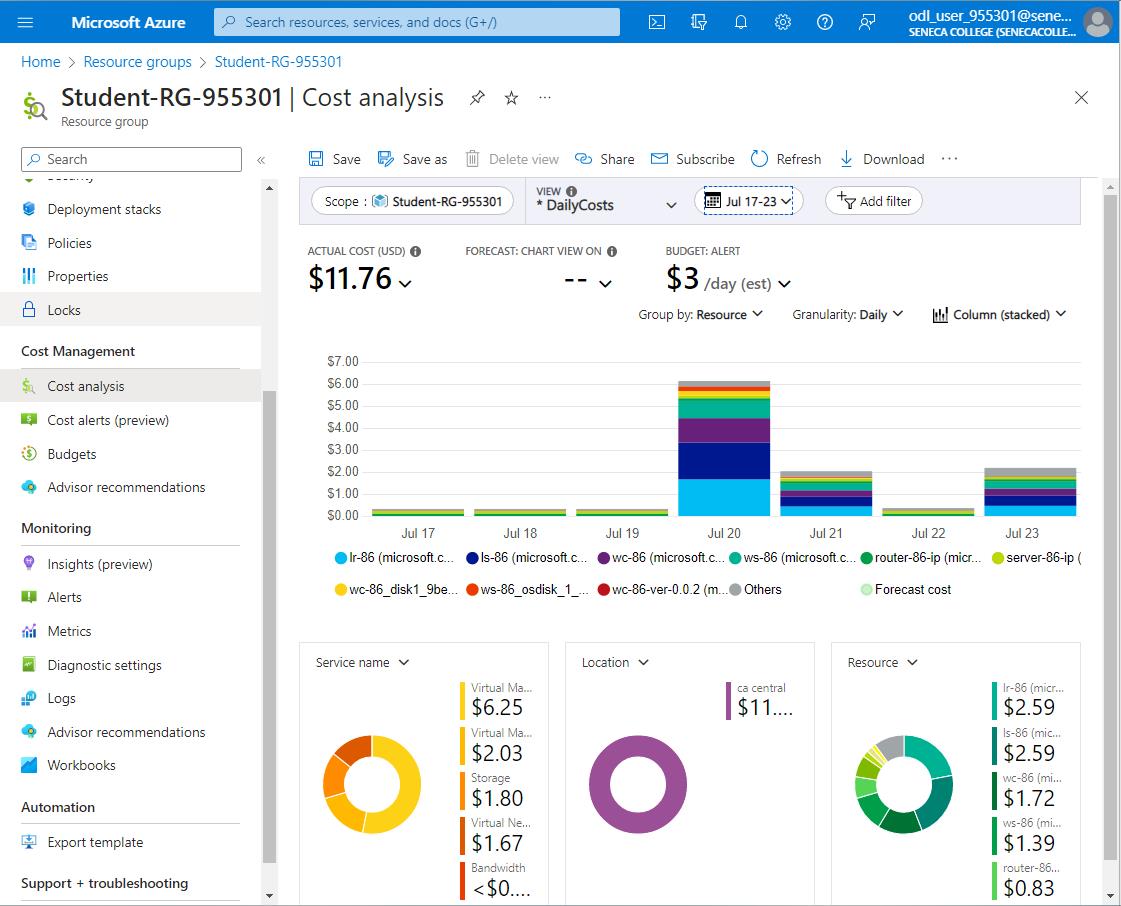 Microsoft Azure
Search resources, services, and docs (G+/)
odl_user_955301@sene...
SENECA COLLEGE (SENECACOLLE...
Home > Resource groups > Student-RG-955301
Student-RG-955301 | Cost analysis
...
Resource group
Search
«
Save
Save as
Delete view
Share
Subscribe
Refresh
Download
...
Security
Deployment stacks
Policies
Properties
Locks
Cost Management
Cost analysis
Cost alerts (preview)
Budgets
Advisor recommendations
Monitoring
Insights (preview)
Alerts
Metrics
Diagnostic settings
Logs
Advisor recommendations
Workbooks
Automation
Export template
Support + troubleshooting
Scope : Student-RG-955301
VIEW
* DailyCosts
Jul 17-23
Add filter
ACTUAL COST (USD)
$11.76
FORECAST: CHART VIEW ON
--
BUDGET: ALERT
$3 /day (est)
Group by: Resource
Granularity: Daily
Column (stacked)
$7.00
$6.00
$5.00
$4.00
$3.00
$2.00
$1.00
$0.00
Jul 17
Jul 18
Jul 19
Jul 20
Jul 21
Jul 22
Jul 23
lr-86 (microsoft.c...
ls-86 (microsoft.c...
wc-86 (microsoft.c...
ws-86 (microsoft.c...
router-86-ip (micr...
server-86-ip (
wc-86_disk1_9be...
ws-86_osdisk_1_...
wc-86-ver-0.0.2 (m...
Others
Forecast cost
Service name
Virtual Ma...
$6.25
Virtual Ma...
$2.03
Storage
$1.80
Virtual Ne...
$1.67
Bandwidth
<$0....
Location
ca central
$11....
Resource
lr-86 (micr...
$2.59
ls-86 (mic...
$2.59
wc-86 (mi...
$1.72
ws-86 (mi...
$1.39
router-86...
$0.83